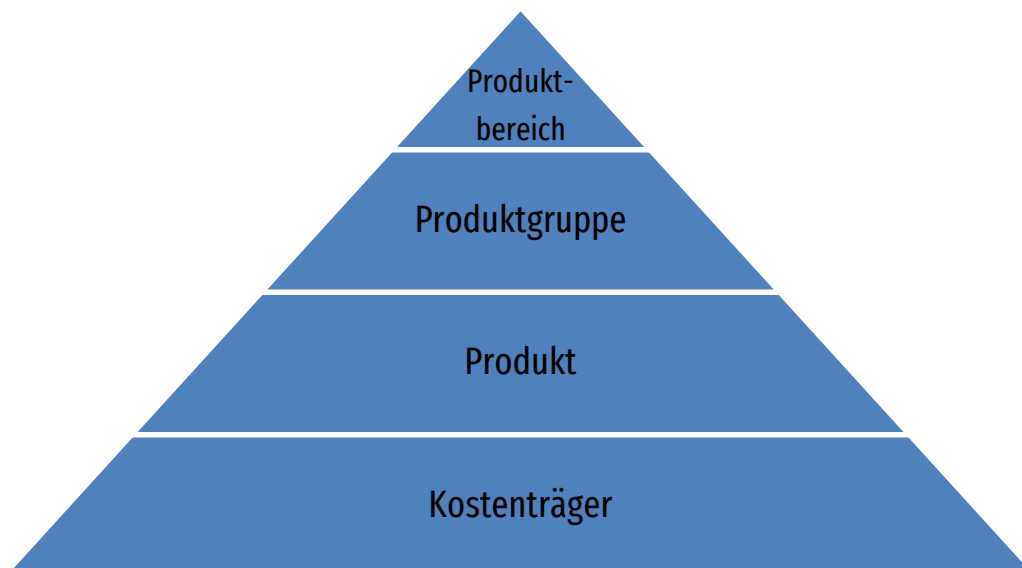 Produkt-
bereich
Produktgruppe
Produkt
Kostenträger